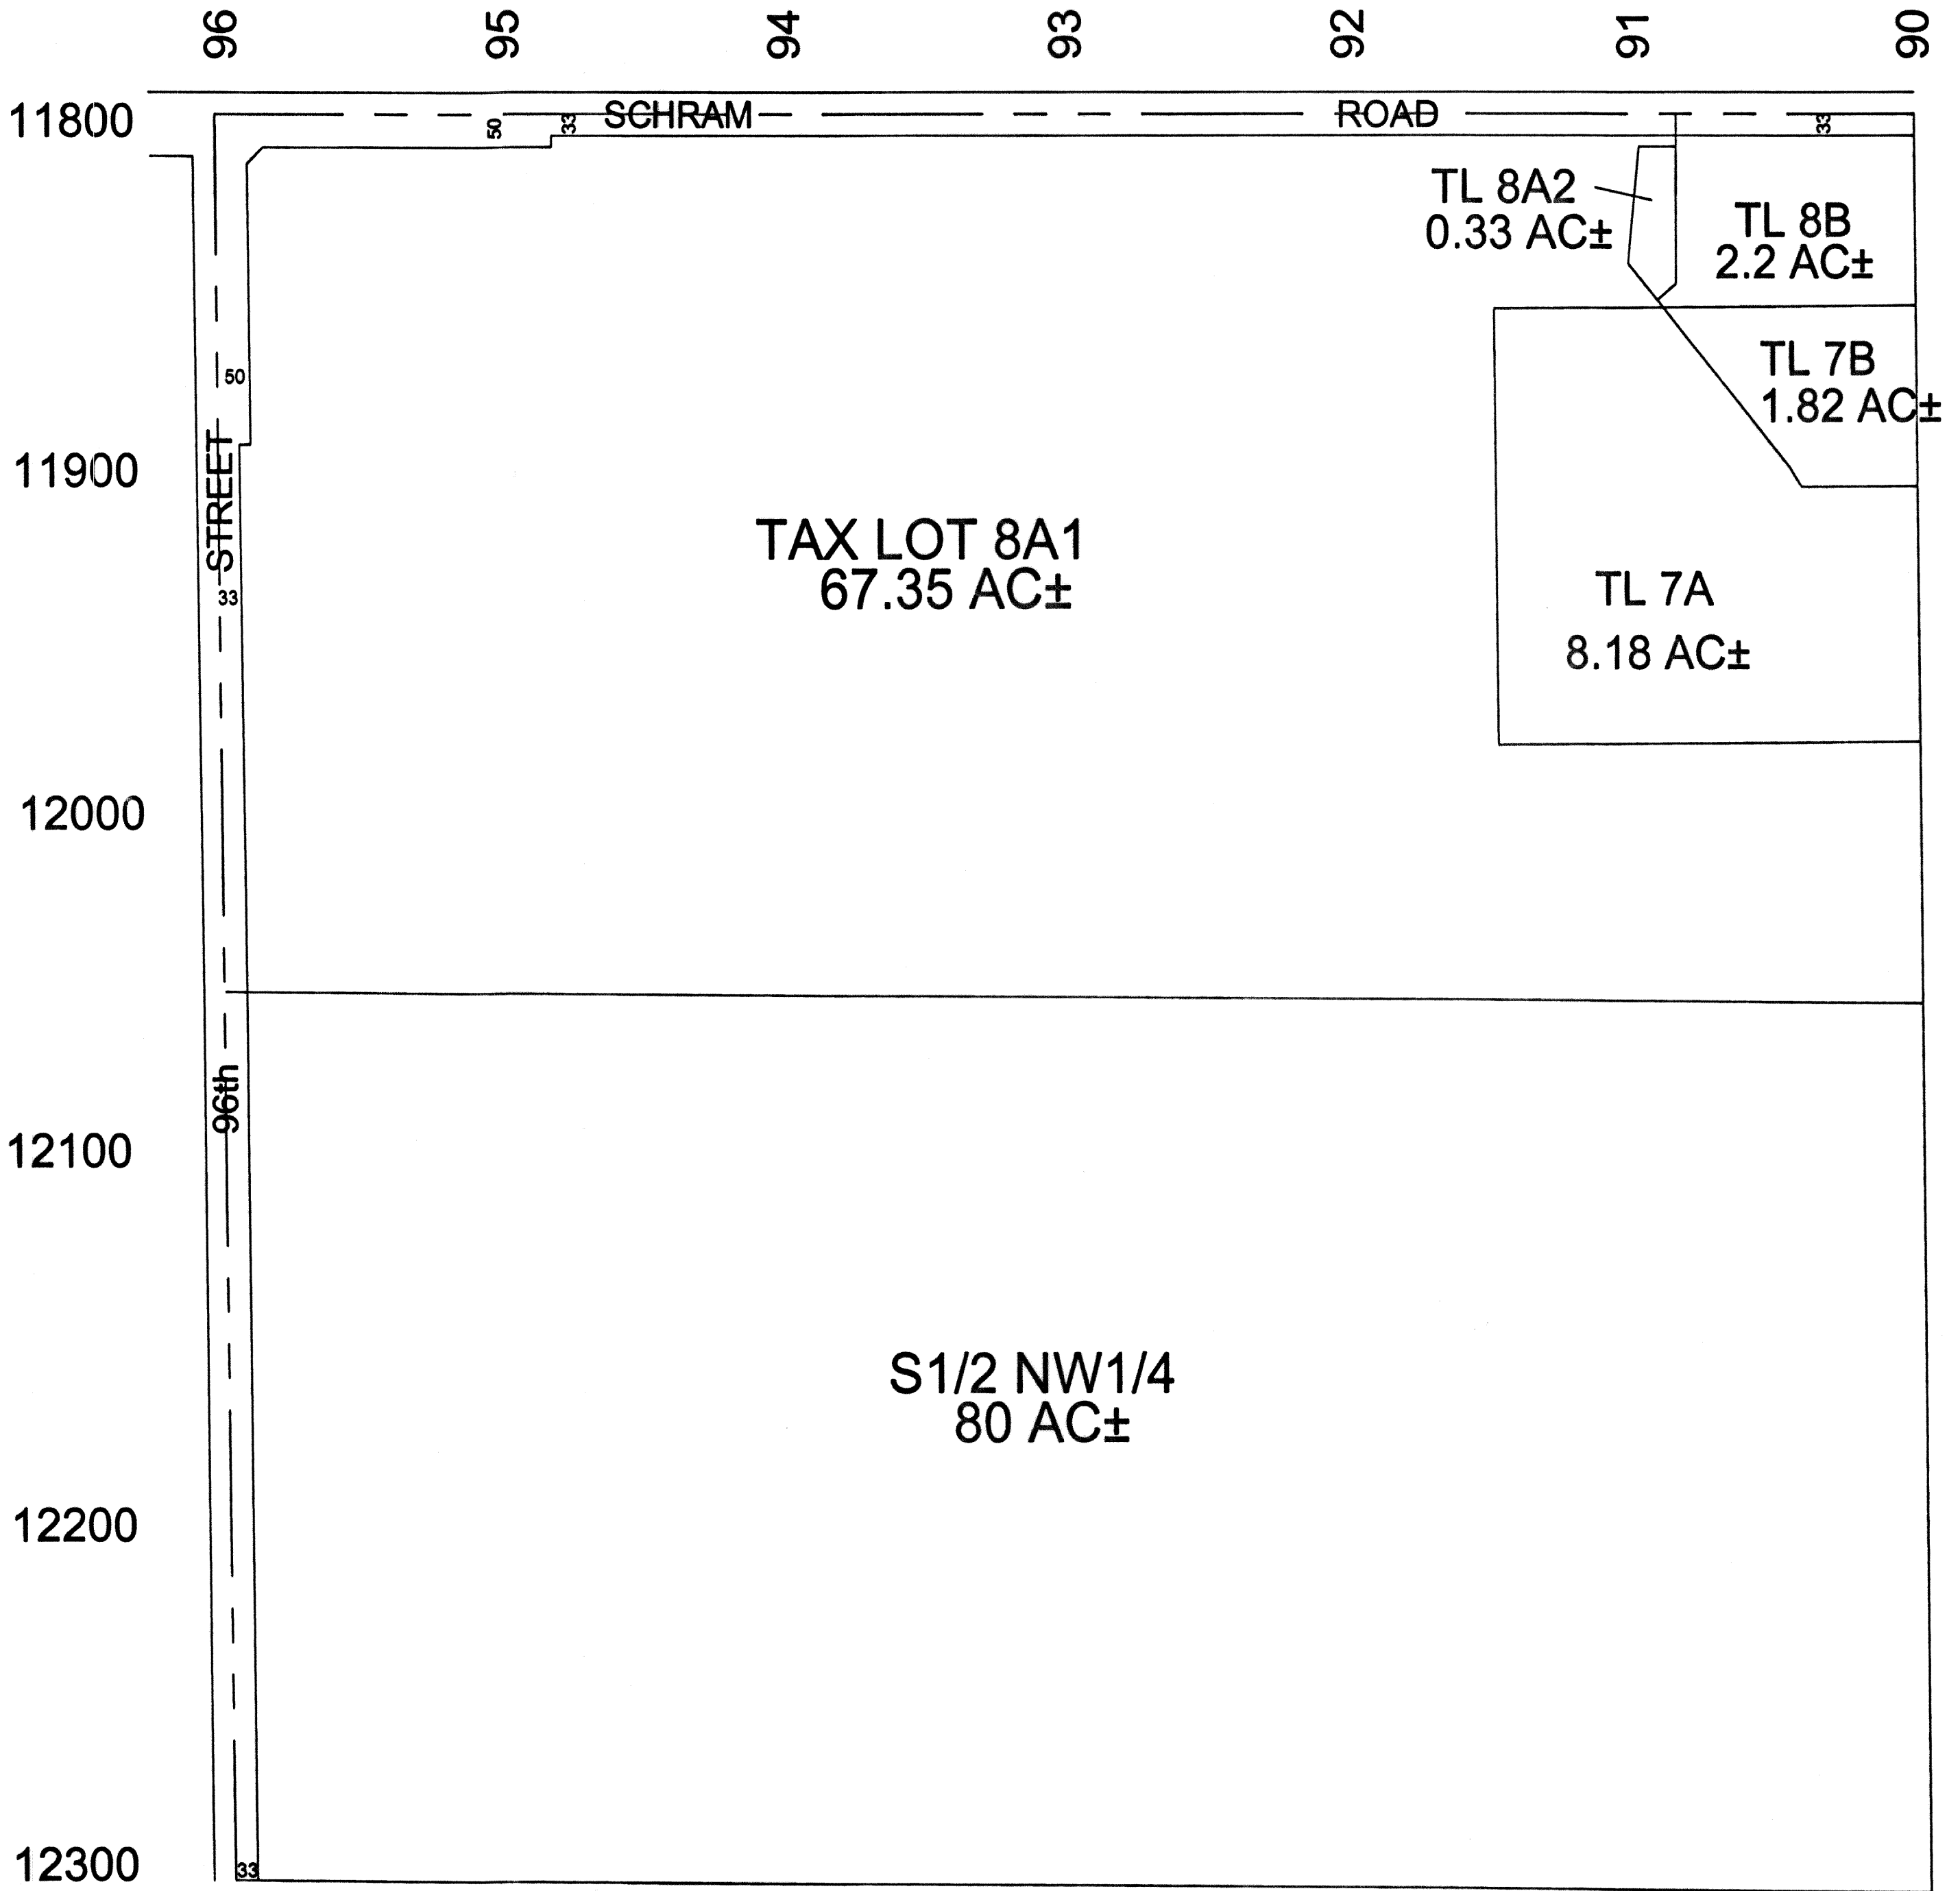 96
95
94
93
92
91
90
11800
SCHRAM
ROAD
50
33
33
TL 8A2
0.33 AC±
TL 8B
2.2 AC±
TL 7B
1.82 AC±
50
11900
STREET
33
TAX LOT 8A1
67.35 AC±
TL 7A
8.18 AC±
12000
96th
12100
S1/2 NW1/4
80 AC±
12200
12300
33